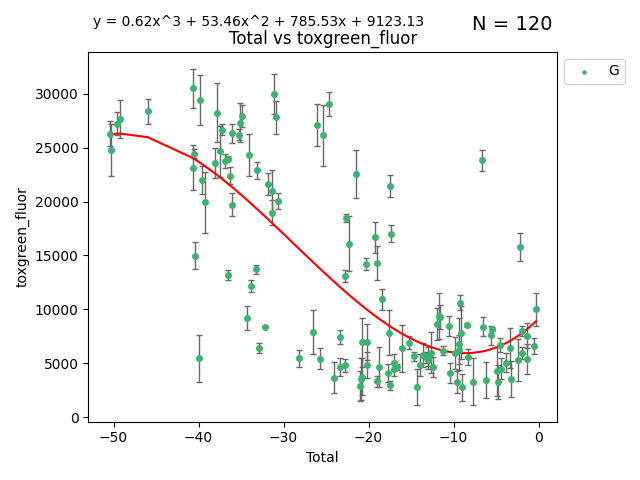 y = 0.62x^3 + 53.46x^2 + 785.53x + 9123.13
N = 120
Total vs toxgreen_fluor
G
30000
25000
20000
15000
10000
5000
0
toxgreen_fluor
−50
−40
−30
−20
−10
0
Total